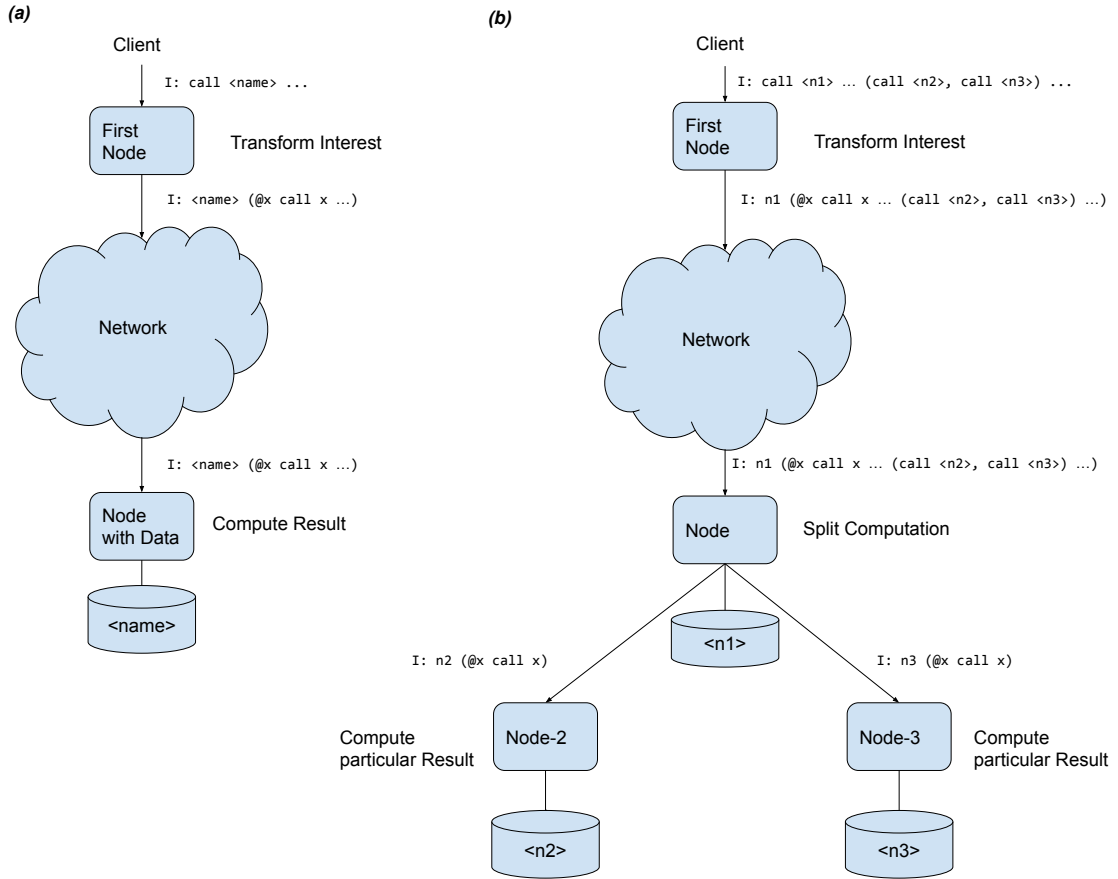 (a)
Client
I: call <name> ...
First
Node
Transform Interest
I: <name> (@x call x …)
Network
I: <name> (@x call x …)
Node
with Data
Compute Result
<name>
(b)
Client
I: call <n1> … (call <n2>, call <n3>) ...
First
Node
Transform Interest
I: n1 (@x call x … (call <n2>, call <n3>) …)
Network
I: n1 (@x call x … (call <n2>, call <n3>) …)
Node
Split Computation
<n1>
I: n2 (@x call x)
I: n3 (@x call x)
Compute
particular Result
Node-2
Node-3
Compute
particular Result
<n2>
<n3>